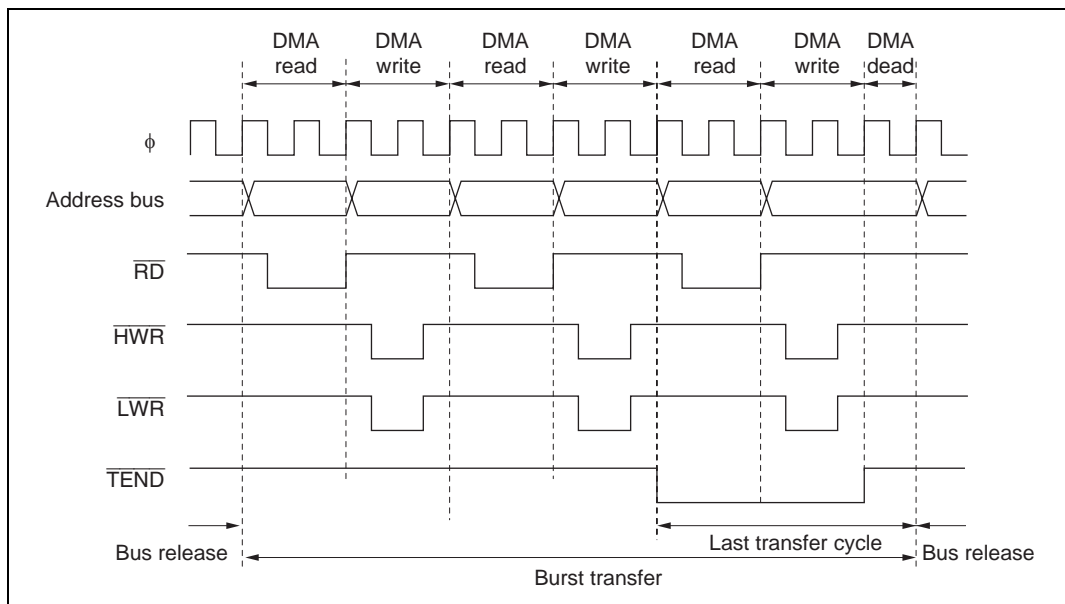 DMA read
DMA write
DMA read
DMA write
DMA read
DMA write
DMA dead
ϕ
Address bus
RD
HWR
LWR
TEND
Bus release
Last transfer cycle
Bus release
Burst transfer